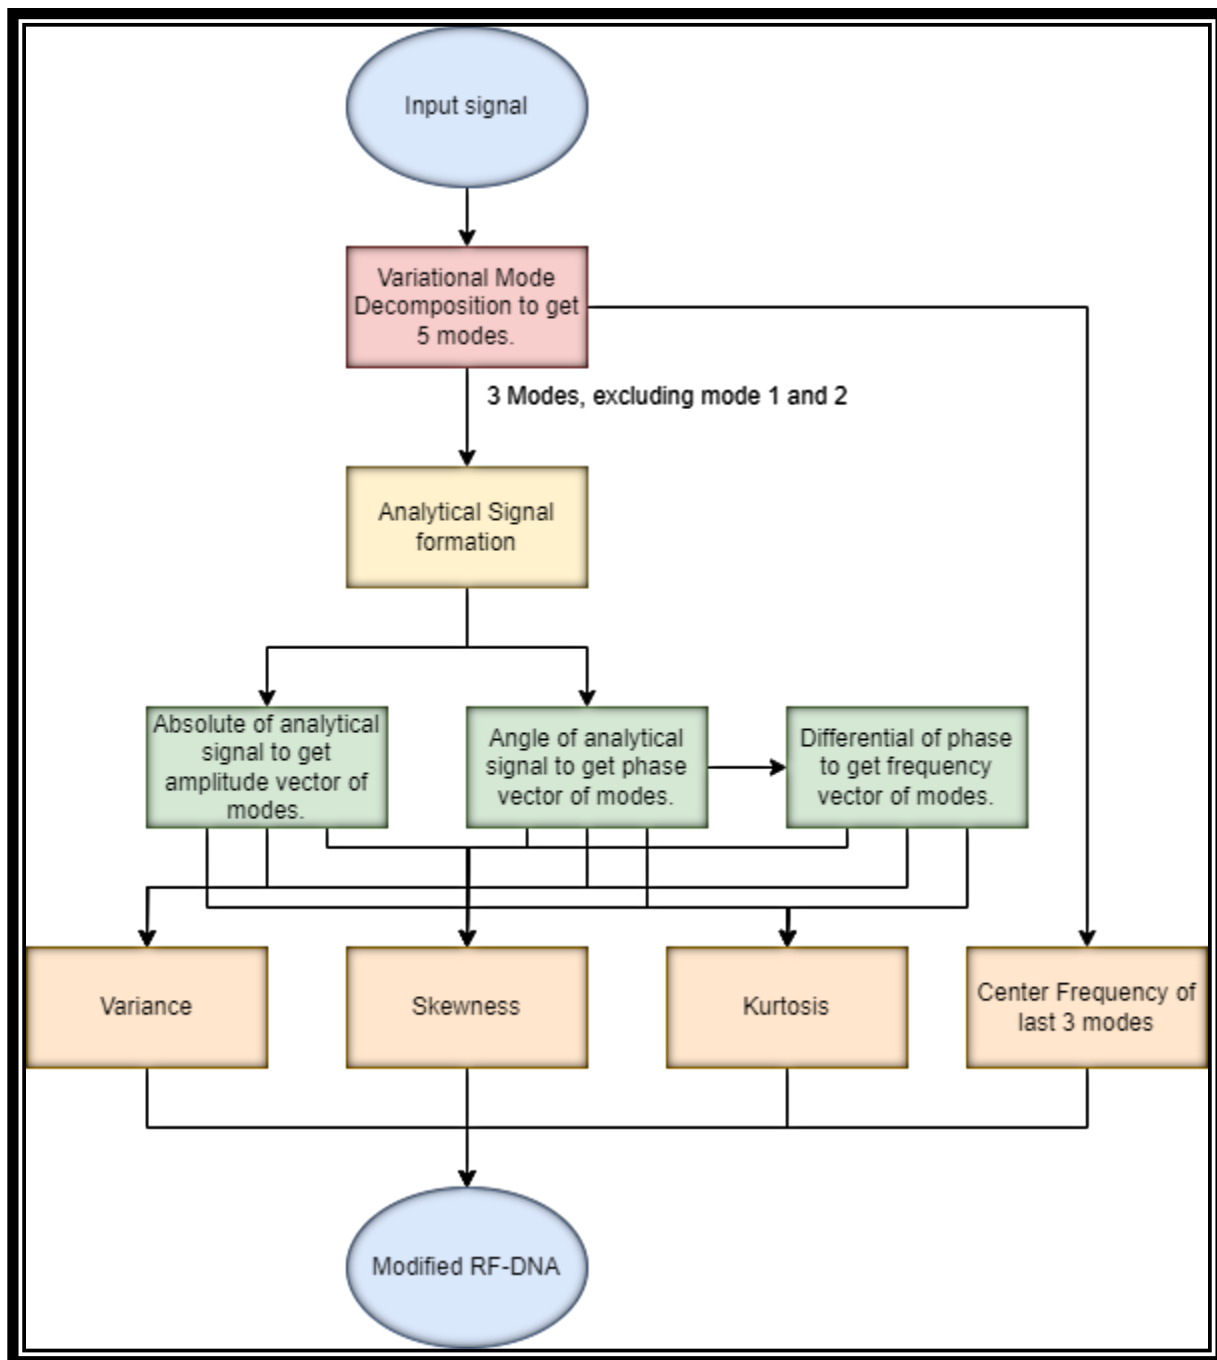 Input signal
Variational Mode
Decomposition to get
5 modes.
3 Modes, excluding mode 1 and 2
Analytical Signal
formation
Absolute of analytical
signal to get
amplitude vector of
modes.
Angle of analytical
signal to get phase
vector of modes.
Differential of phase
to get frequency
vector of modes.
Variance
Skewness
Kurtosis
Center Frequency of
last 3 modes
Modified RF-DNA